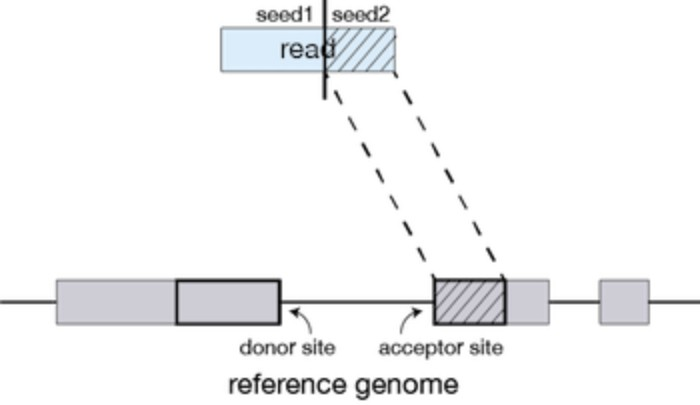 seed1 seed2
read
donor site acceptor site
reference genome